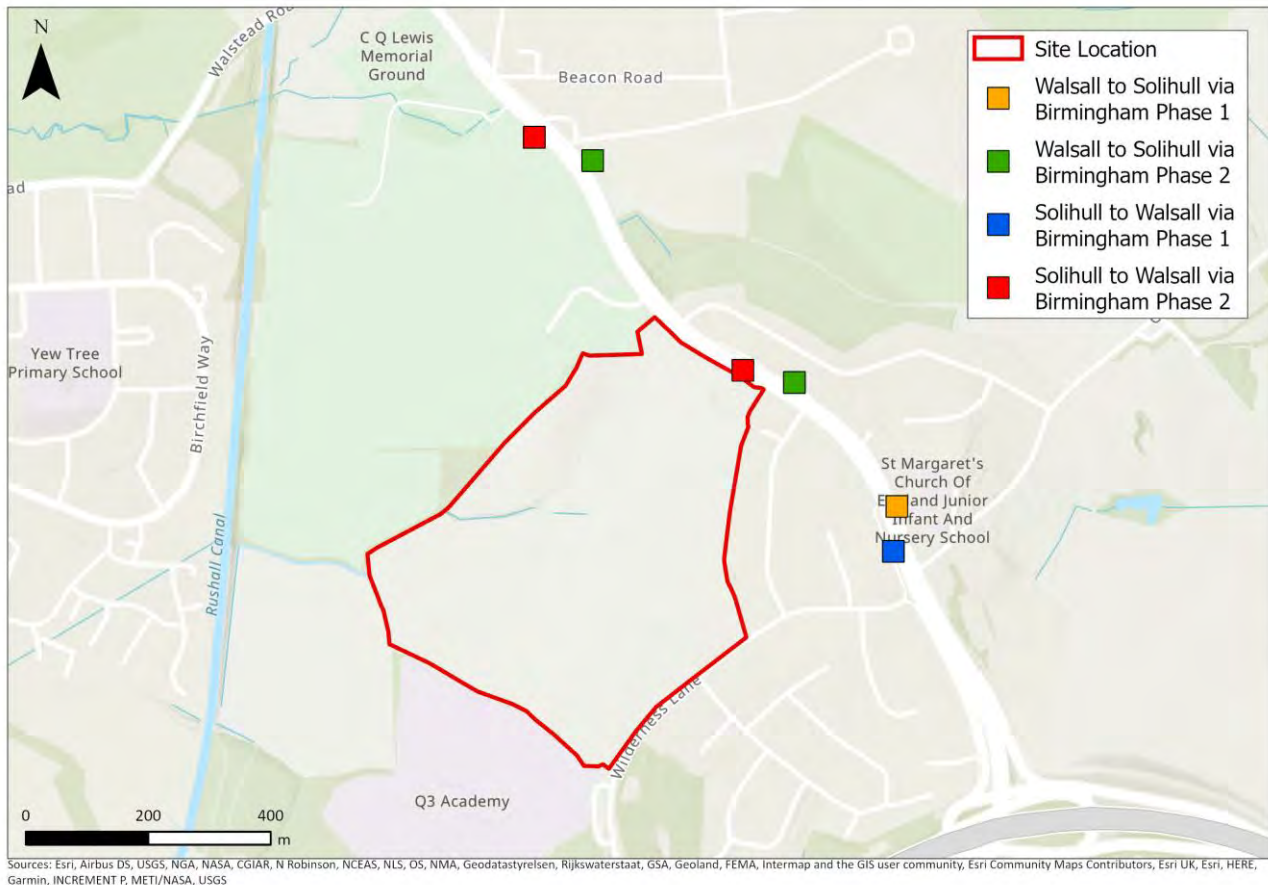 N
Walstead Road
C Q Lewis
Memorial
Ground
Beacon Road
Site Location
Walsall to Solihull via
Birmingham Phase 1
Walsall to Solihull via
Birmingham Phase 2
Solihull to Walsall via
Birmingham Phase 1
Solihull to Walsall via
Birmingham Phase 2
ad
Yew Tree
Primary School
Birchfield Way
Rushall Canal
St Margaret's
Church Of
and Junior
Infant And
Nursery School
Wilderness Lane
Q3 Academy
0 200 400
m
Sources: Esri, Airbus DS, USGS, NGA, NASA, CGIAR, N Robinson, NCEAS, NLS, OS, NMA, Geodatastyrelsen, Rijkswaterstaat, GSA, Geoland, FEMA, Intermap and the GIS user community, Esri Community Maps Contributors, Esri UK, Esri, HERE,
Garmin, INCREMENT P, METI/NASA, USGS